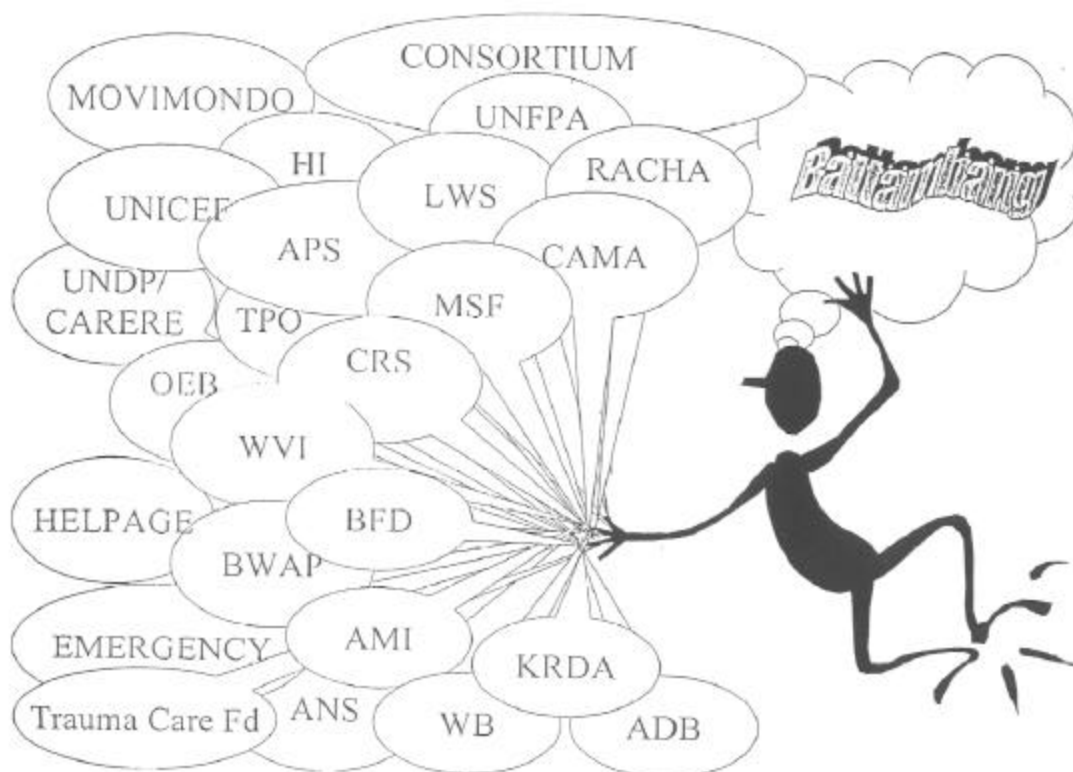 CONSORTIUM
MOVIMONDO
UNFPA
HI
RACHA
LWS
UNICEF
APS
CAMA
UNDP/
CARERE
TPO
MSF
CRS
OEB
WVI
HELPAGE
BFD
BWAP
EMERGENCY
AMI
KRDA
Trauma Care Fd
ANS
WB
ADB
Battambang